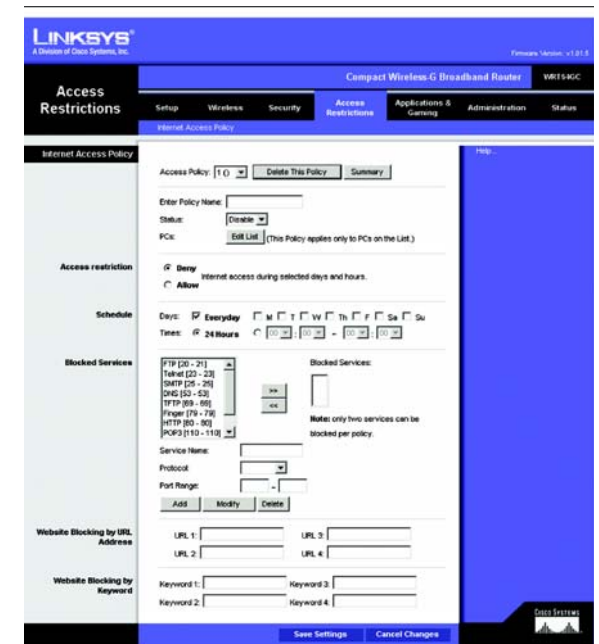 LINKSYS®
A Division of Cisco Systems, Inc.
Firmware Version: v1.01.5
Compact Wireless-G Broadband Router WRT54GC
Access Restrictions
Setup Wireless Security Access Restrictions Applications & Gaming Administration Status
Internet Access Policy
Internet Access Policy
Help...
Access Policy: 1 () Delete This Policy Summary
Enter Policy Name:
Status: Disable
PCs: Edit List (This Policy applies only to PCs on the List.)
Access restriction
Deny
Internet access during selected days and hours.
Allow
Schedule
Days: Everyday M T W Th F Sa Su
Times: 24 Hours 00 : 00 - 00 : 00
Blocked Services
FTP [20 - 21]
Telnet [23 - 23]
SMTP [25 - 25]
DNS [53 - 53]
TFTP [69 - 69]
Finger [79 - 79]
HTTP [80 - 80]
POP3 [110 - 110]
>>
<<
Blocked Services:
Note: only two services can be
blocked per policy.
Service Name:
Protocol:
Port Range: -
Add Modify Delete
Website Blocking by URL Address
URL 1: URL 3:
URL 2: URL 4:
Website Blocking by Keyword
Keyword 1: Keyword 3:
Keyword 2: Keyword 4:
Save Settings Cancel Changes
Cisco Systems